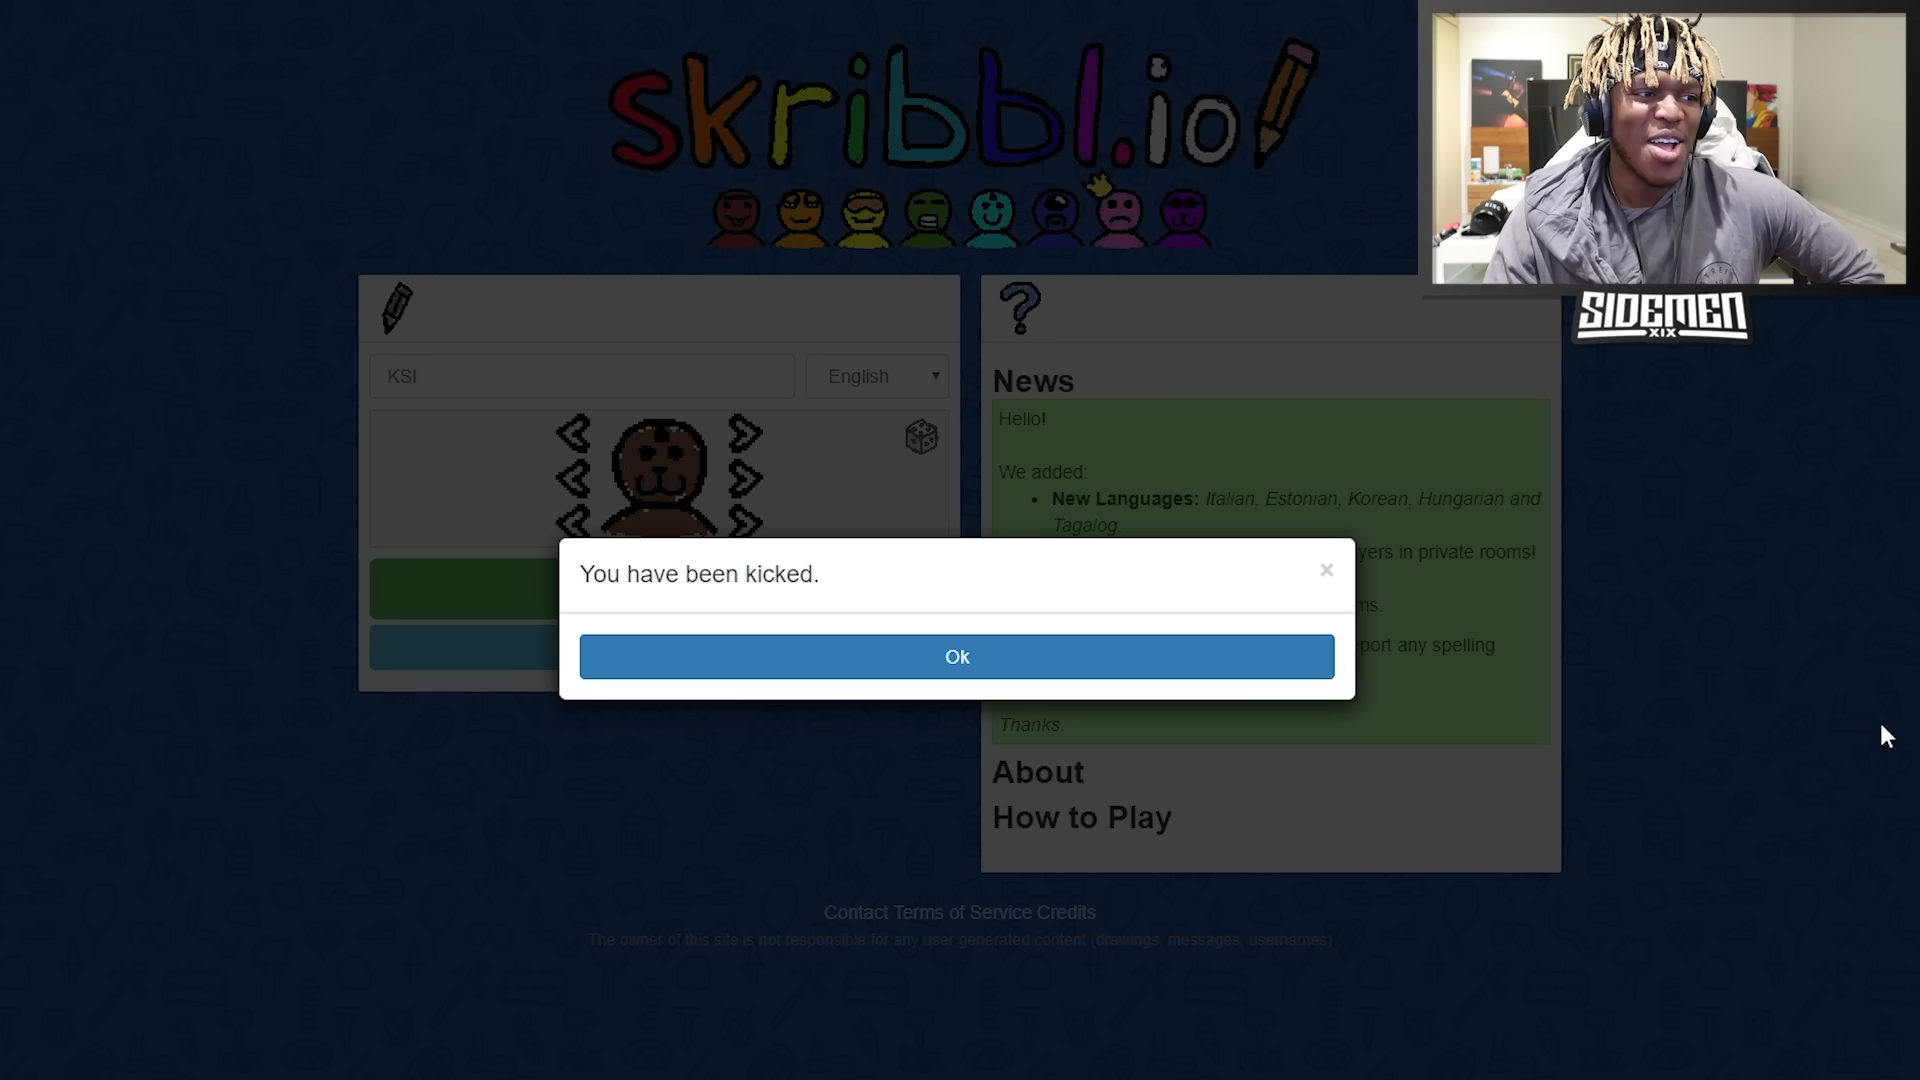 skribbl.io
SIDEMEN
XIX
KSI
English
News
Hello!
We added:
New Languages: Italian, Estonian, Korean, Hungarian and
Tagalog.
yers in private rooms!
ms.
port any spelling
Thanks.
You have been kicked.
×
Ok
About
How to Play
Contact Terms of Service Credits
The owner of this site is not responsible for any user generated content (drawings, messages, usernames)